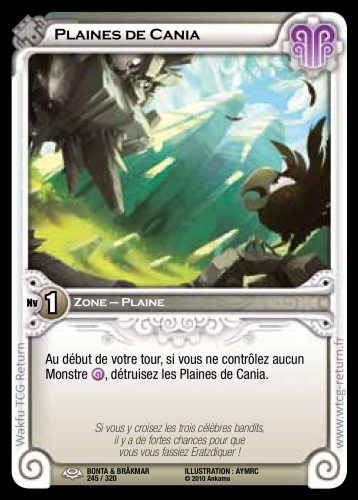 Plaines de Cania
Nv 1 Zone – Plaine
Au début de votre tour, si vous ne contrôlez aucun
Monstre , détruisez les Plaines de Cania.
Si vous y croisez les trois célèbres bandits,
il y a de fortes chances pour que
vous vous fassiez Eratzdiquer !
BONTA & BRÂKMAR
245 / 320
ILLUSTRATION : AYMRC
© 2010 Ankama
Wakfu TCG Return
www.wtcg-return.fr